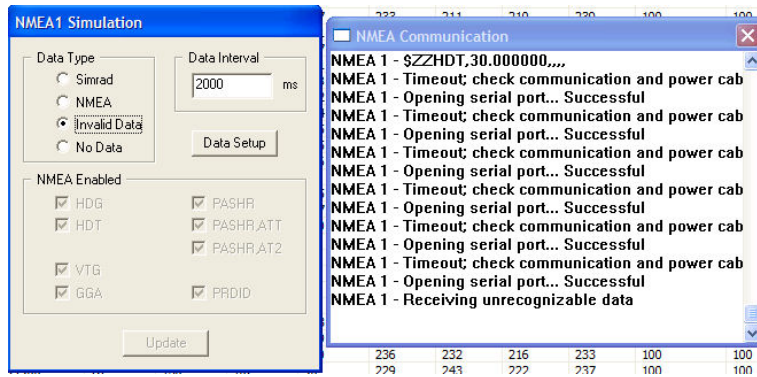 233 211 210 239 100 100
NMEA1 Simulation
Data Type
Simrad
NMEA
Invalid Data
No Data
Data Interval
2000 ms
Data Setup
NMEA Enabled
HDG
HDT
VTG
GGA
PASHR
PASHR,ATT
PASHR,AT2
PRDID
Update
NMEA Communication
NMEA 1 - $ZZHDT,30.000000,,,,
NMEA 1 - Timeout; check communication and power cab
NMEA 1 - Opening serial port... Successful
NMEA 1 - Timeout; check communication and power cab
NMEA 1 - Opening serial port... Successful
NMEA 1 - Timeout; check communication and power cab
NMEA 1 - Opening serial port... Successful
NMEA 1 - Timeout; check communication and power cab
NMEA 1 - Opening serial port... Successful
NMEA 1 - Timeout; check communication and power cab
NMEA 1 - Opening serial port... Successful
NMEA 1 - Timeout; check communication and power cab
NMEA 1 - Opening serial port... Successful
NMEA 1 - Receiving unrecognizable data
236 232 216 233 100 100
229 243 222 237 100 100